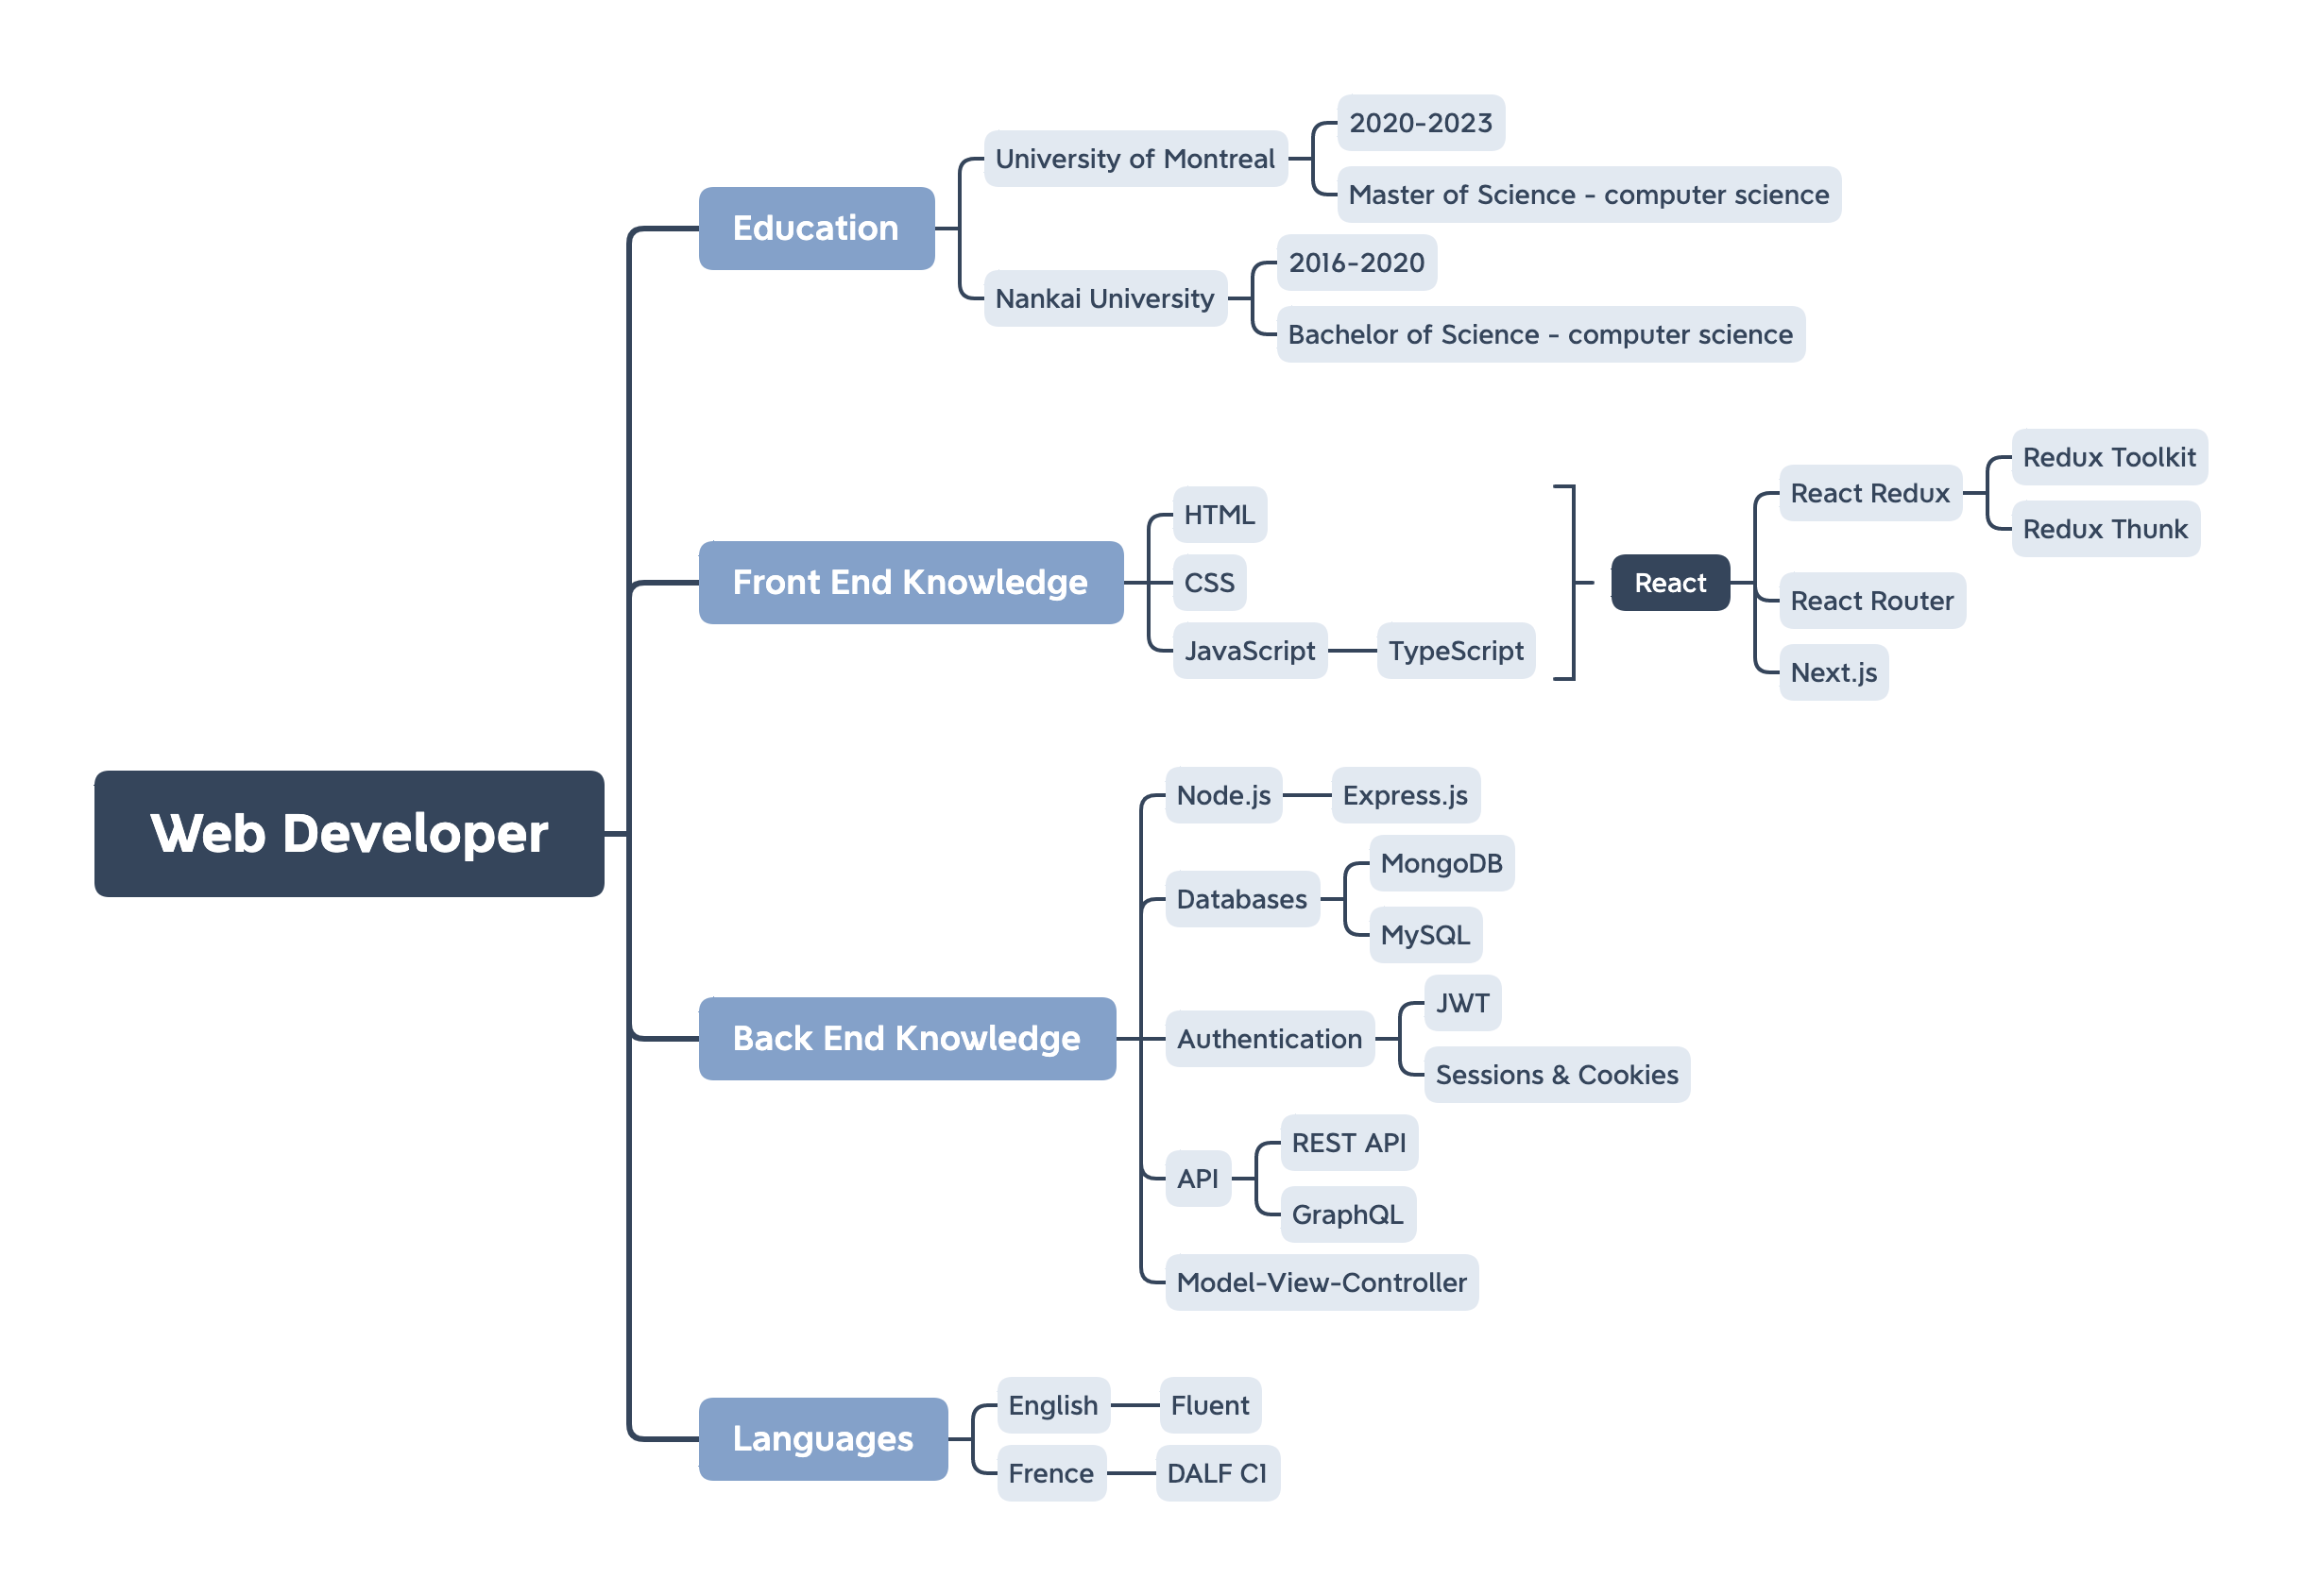 Web Developer
Education
University of Montreal
2020-2023
Master of Science - computer science
Nankai University
2016-2020
Bachelor of Science - computer science
Front End Knowledge
HTML
CSS
JavaScript
TypeScript
React
React Redux
Redux Toolkit
Redux Thunk
React Router
Next.js
Back End Knowledge
Node.js
Express.js
Databases
MongoDB
MySQL
Authentication
JWT
Sessions & Cookies
API
REST API
GraphQL
Model-View-Controller
Languages
English
Fluent
Frence
DALF C1